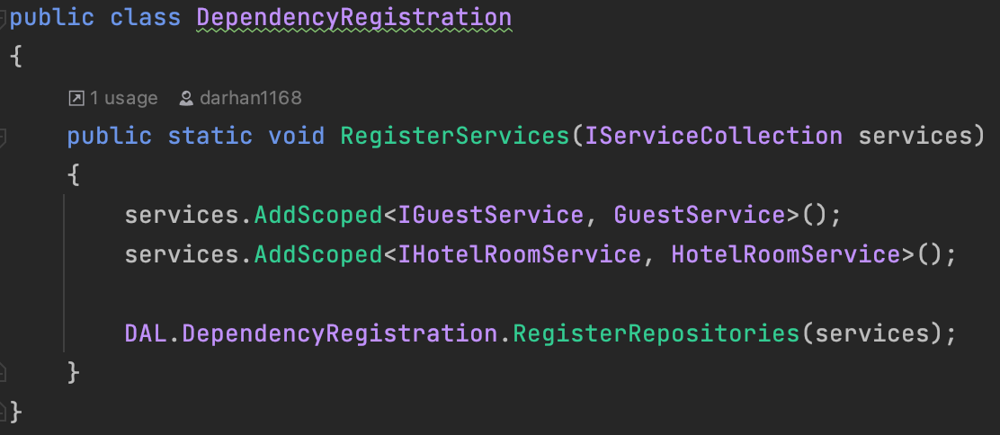 public class DependencyRegistration
{
1 usage darhan1168
public static void RegisterServices(IServiceCollection services)
{
services.AddScoped<IGuestService, GuestService>();
services.AddScoped<IHotelRoomService, HotelRoomService>();
DAL.DependencyRegistration.RegisterRepositories(services);
}
}